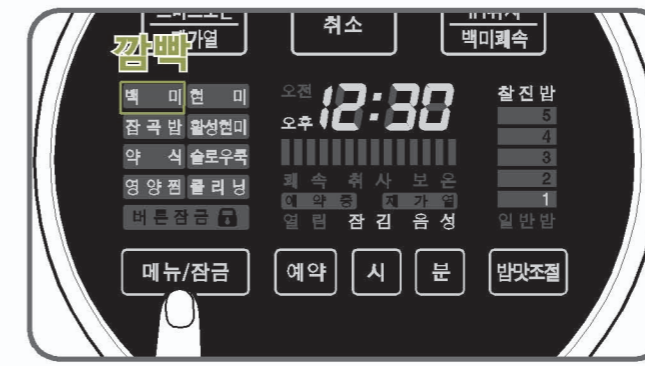 취소
가열
백미쾌속
깜빡
백 미 현 미
잡곡밥 활성현미
약 식 슬로우쿡
영양찜 클리닝
버튼잠금
오전
오후 12:30
쾌속 취사 보온
예약중 재가열
열림 잠김 음성
찰진밥
5
4
3
2
1
일반밥
메뉴/잠금 예약 시 분 밥맛조절